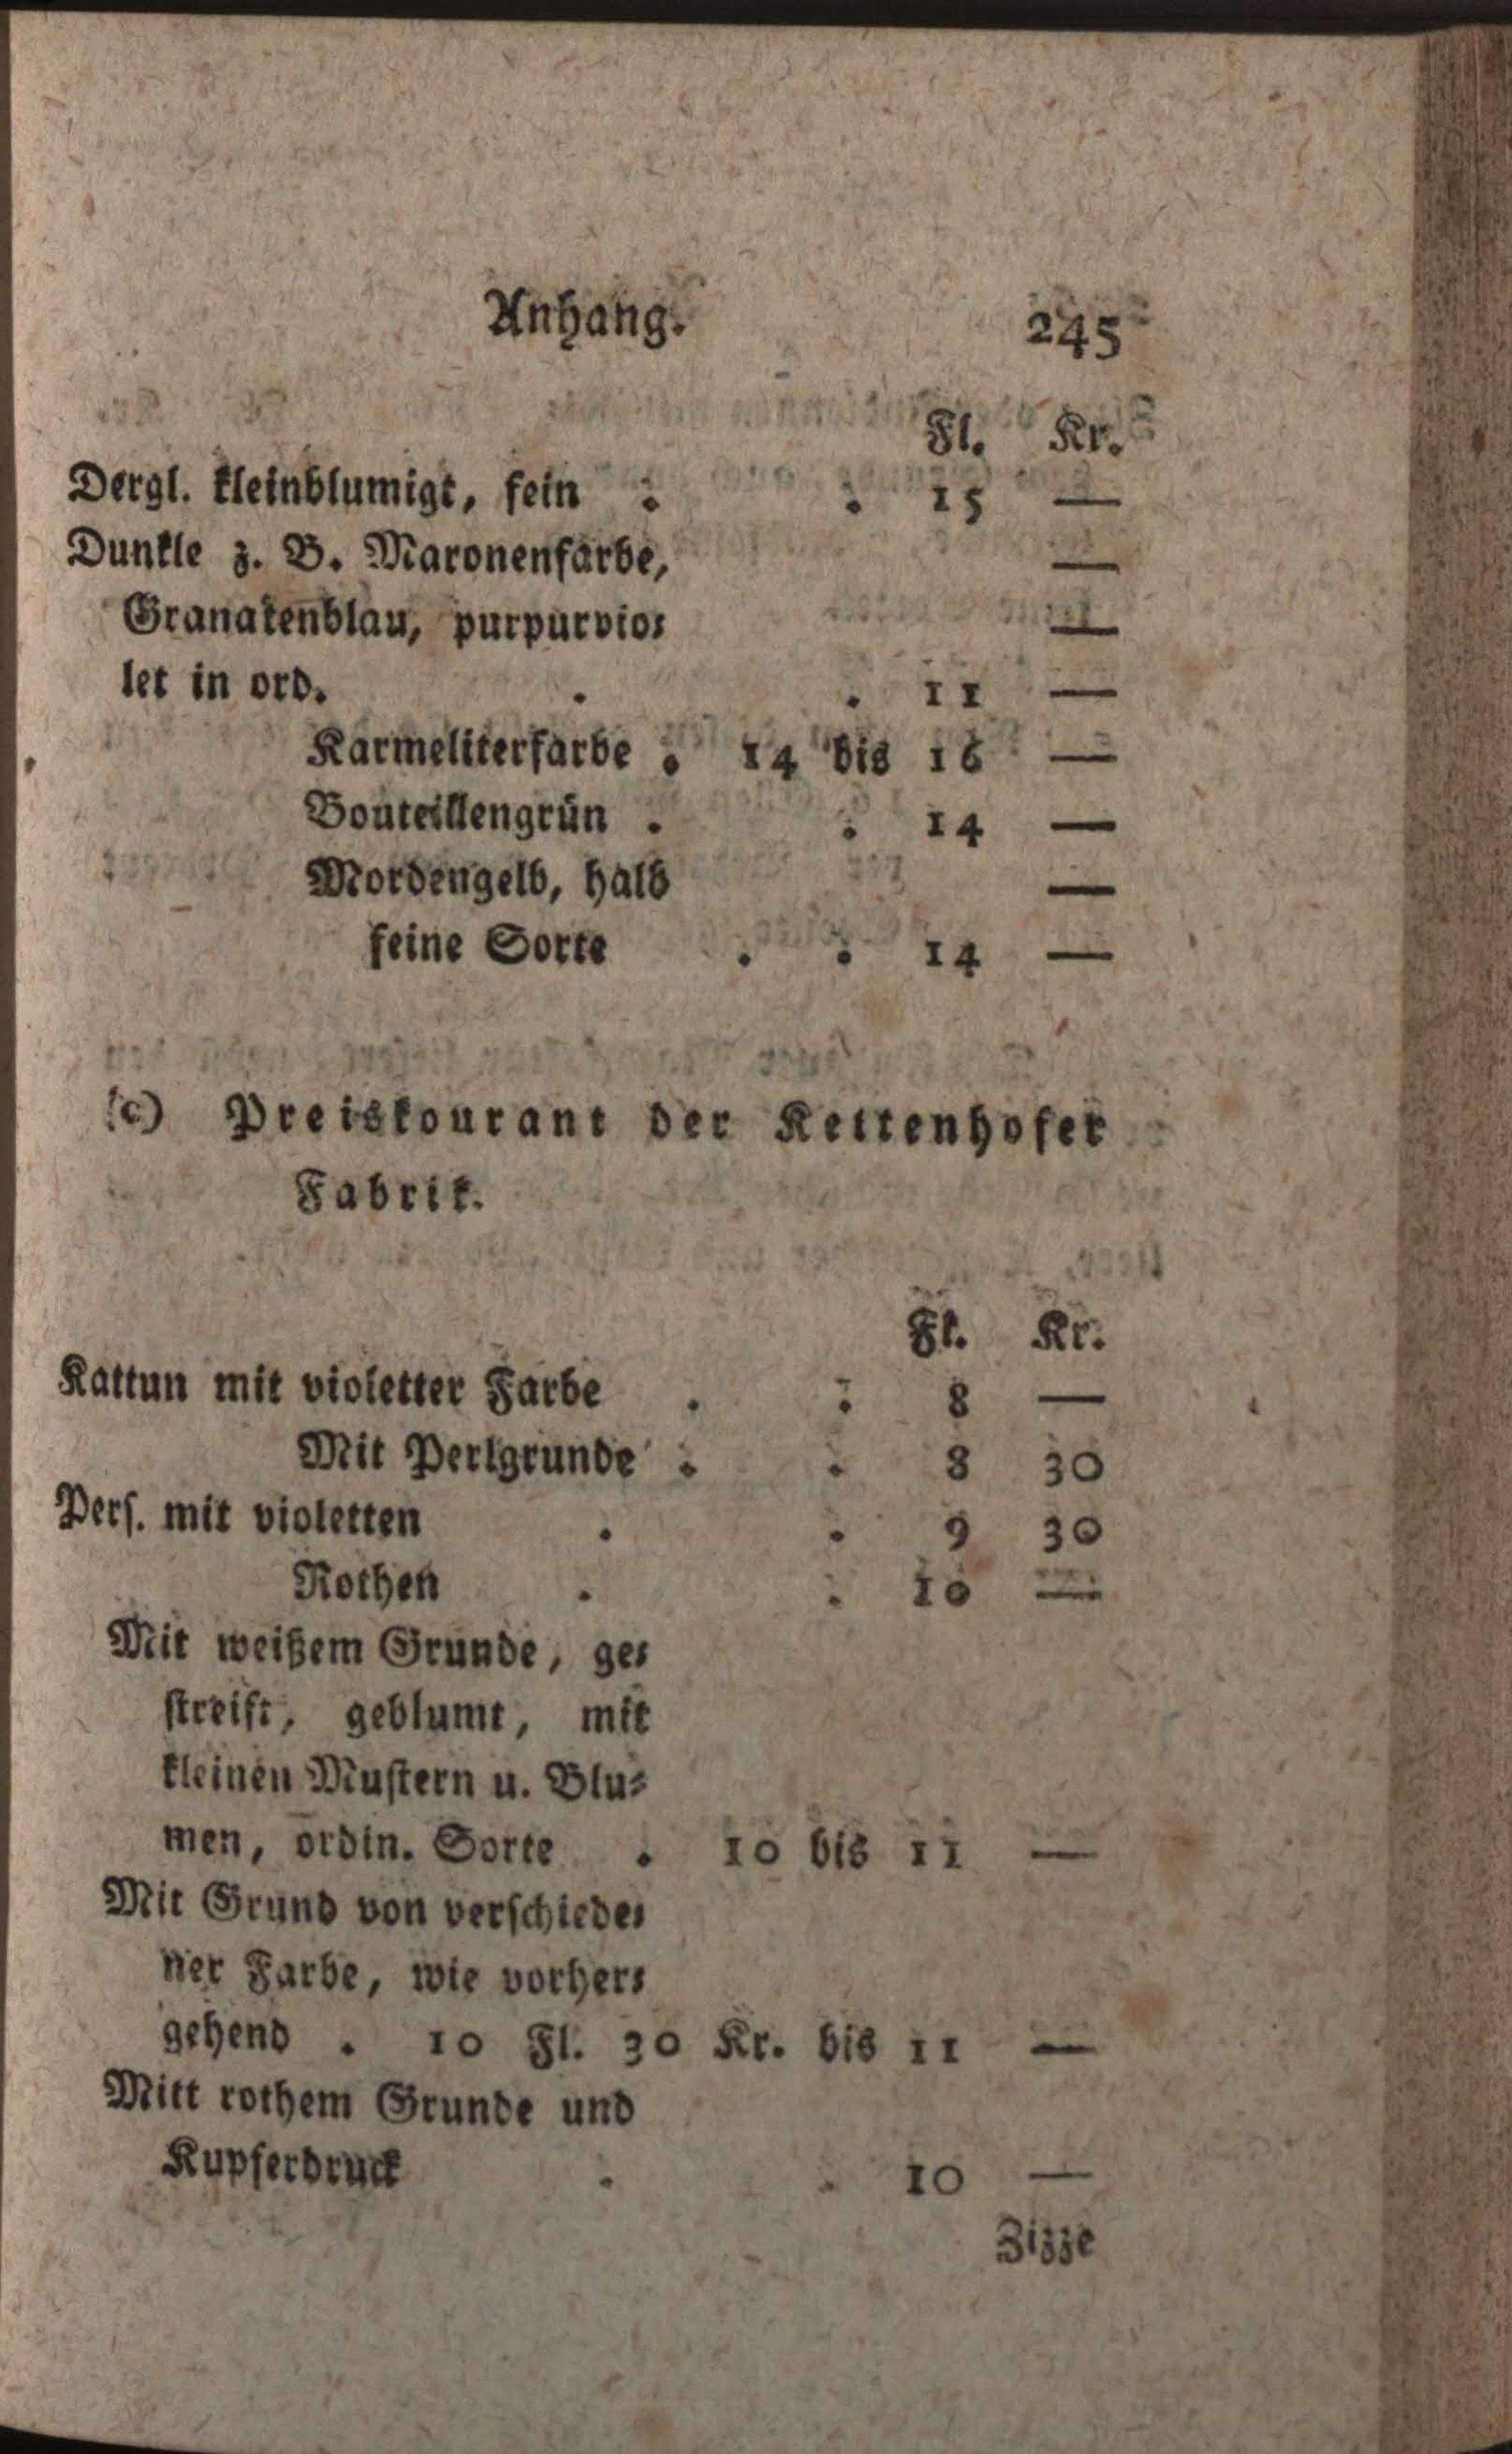 Anhang. 245
Fl. Kr.
Dergl. kleinblumigt, fein . . 15 —
Dunkle z. B. Maronenfarbe, —
Granatenblau, purpurvio⸗ —
let in ord. . . 11 —
Karmeliterfarbe . 14 bis 16 —
Bouteillengrün . . 14 —
Mordengelb, halb —
feine Sorte . . 14 —
(c) Preiskourant der Kettenhofer
Fabrik.
Fl. Kr.
Kattun mit violetter Farbe . . 8 —
Mit Perlgrunde . . 8 30
Pers. mit violetten . . 9 30
Rothen . . 10 —
Mit weißem Grunde, ge⸗
streift, geblumt, mit
kleinen Mustern u. Blu⸗
men, ordin. Sorte . 10 bis 11 —
Mit Grund von verschiede⸗
ner Farbe, wie vorher⸗
gehend . 10 Fl. 30 Kr. bis 11 —
Mitt rothem Grunde und
Kupferdruck . . 10 —
Zizze